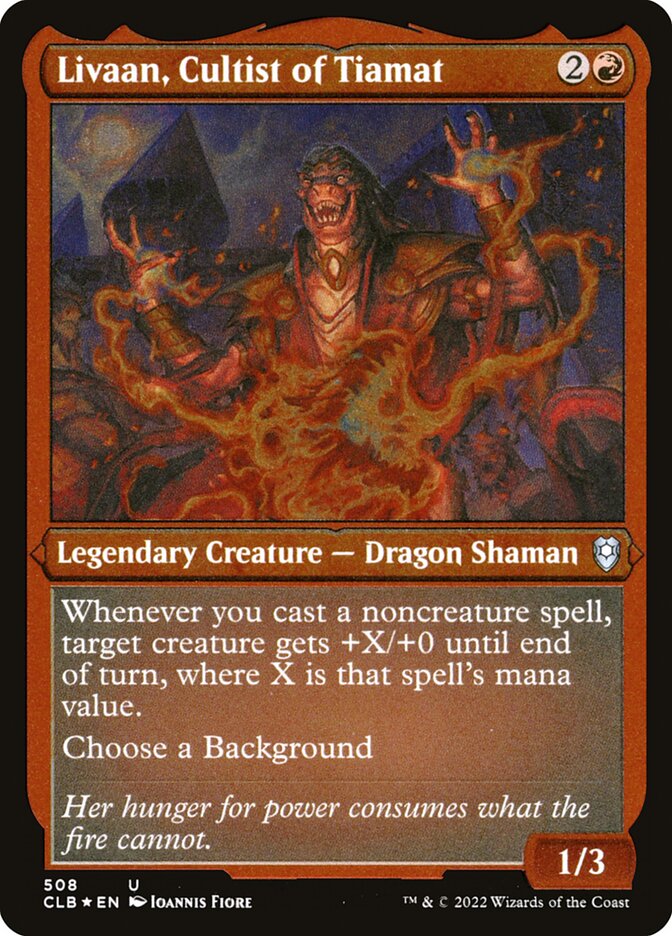 Livaan, Cultist of Tiamat 2
Legendary Creature — Dragon Shaman
Whenever you cast a noncreature spell,
target creature gets +X/+0 until end
of turn, where X is that spell's mana
value.
Choose a Background
Her hunger for power consumes what the
fire cannot.
1/3
508 U
CLB★EN Ioannis Fiore ™ & © 2022 Wizards of the Coast